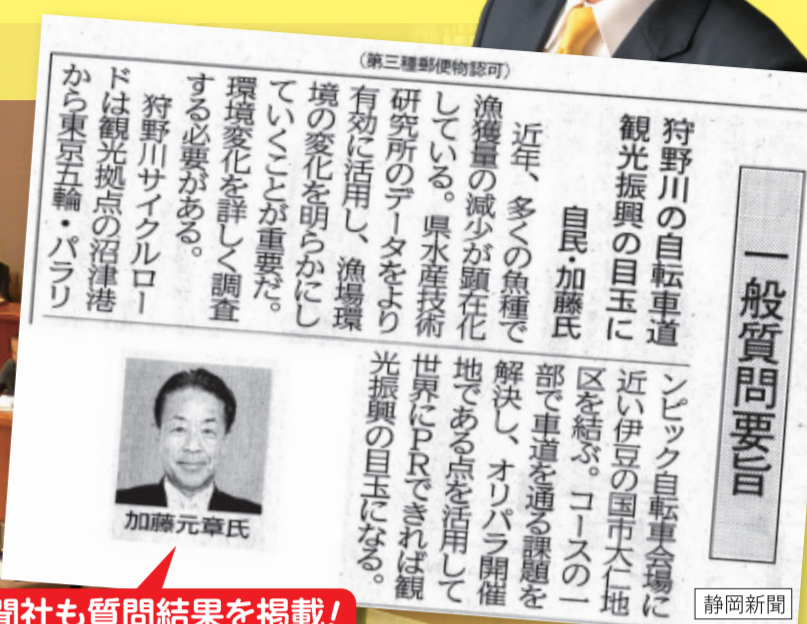 (第三種郵便物認可)
一般質問要旨
狩野川の自転車道
観光振興の目玉に
自民・加藤氏
近年、多くの魚種で
漁獲量の減少が顕在化
している。県水産技術
研究所のデータをより
有効に活用し、漁場環
境の変化を明らかにし
ていくことが重要だ。
環境変化を詳しく調査
する必要がある。
狩野川サイクルロー
ドは観光拠点の沼津港
から東京五輪・パラリ
ンピック自転車会場に
近い伊豆の国市大仁地
区を結ぶ。コースの一
部で車道を通る課題を
解決し、オリパラ開催
地である点を活用して
世界にPRできれば観
光振興の目玉になる。
加藤元章氏
聞社も質問結果を掲載!
静岡新聞